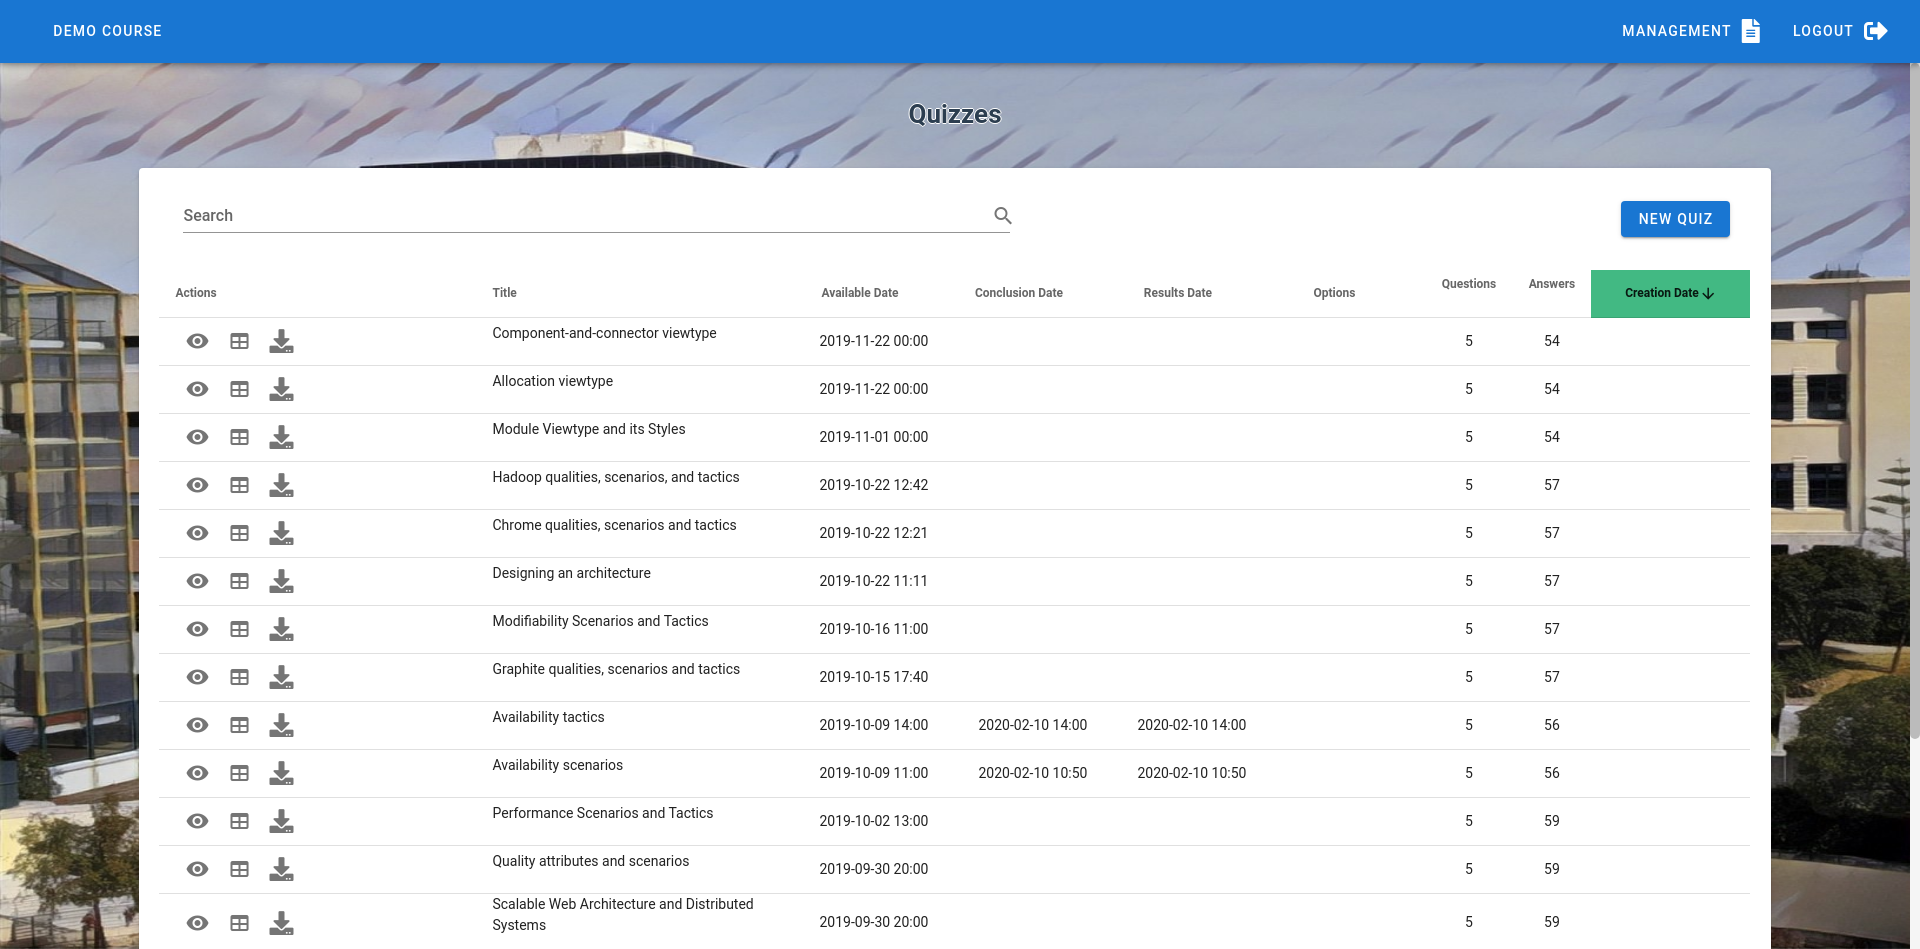 DEMO COURSE MANAGEMENT LOGOUT
Quizzes
Search NEW QUIZ
Actions Title Available Date Conclusion Date Results Date Options Questions Answers Creation Date
Component-and-connector viewtype 2019-11-22 00:00 5 54
Allocation viewtype 2019-11-22 00:00 5 54
Module Viewtype and its Styles 2019-11-01 00:00 5 54
Hadoop qualities, scenarios, and tactics 2019-10-22 12:42 5 57
Chrome qualities, scenarios and tactics 2019-10-22 12:21 5 57
Designing an architecture 2019-10-22 11:11 5 57
Modifiability Scenarios and Tactics 2019-10-16 11:00 5 57
Graphite qualities, scenarios and tactics 2019-10-15 17:40 5 57
Availability tactics 2019-10-09 14:00 2020-02-10 14:00 2020-02-10 14:00 5 56
Availability scenarios 2019-10-09 11:00 2020-02-10 10:50 2020-02-10 10:50 5 56
Performance Scenarios and Tactics 2019-10-02 13:00 5 59
Quality attributes and scenarios 2019-09-30 20:00 5 59
Scalable Web Architecture and Distributed
Systems 2019-09-30 20:00 5 59